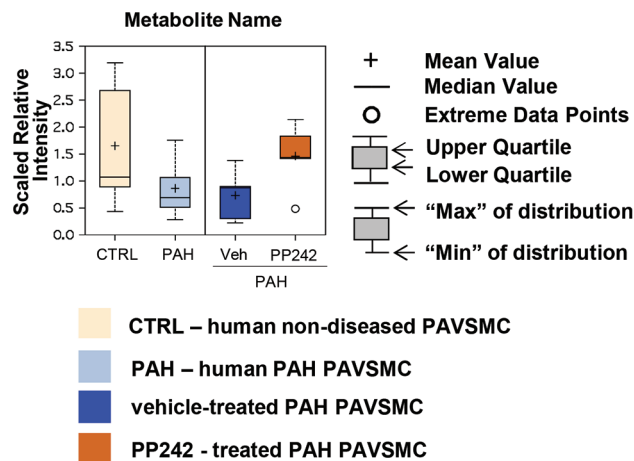 Metabolite Name
Scaled Relative
Intensity
3.5
3.0
2.5
2.0
1.5
1.0
0.5
0.0
CTRL PAH Veh PP242
PAH
+ Mean Value
Median Value
Extreme Data Points
Upper Quartile
Lower Quartile
“Max” of distribution
“Min” of distribution
CTRL – human non-diseased PAVSMC
PAH – human PAH PAVSMC
vehicle-treated PAH PAVSMC
PP242 - treated PAH PAVSMC